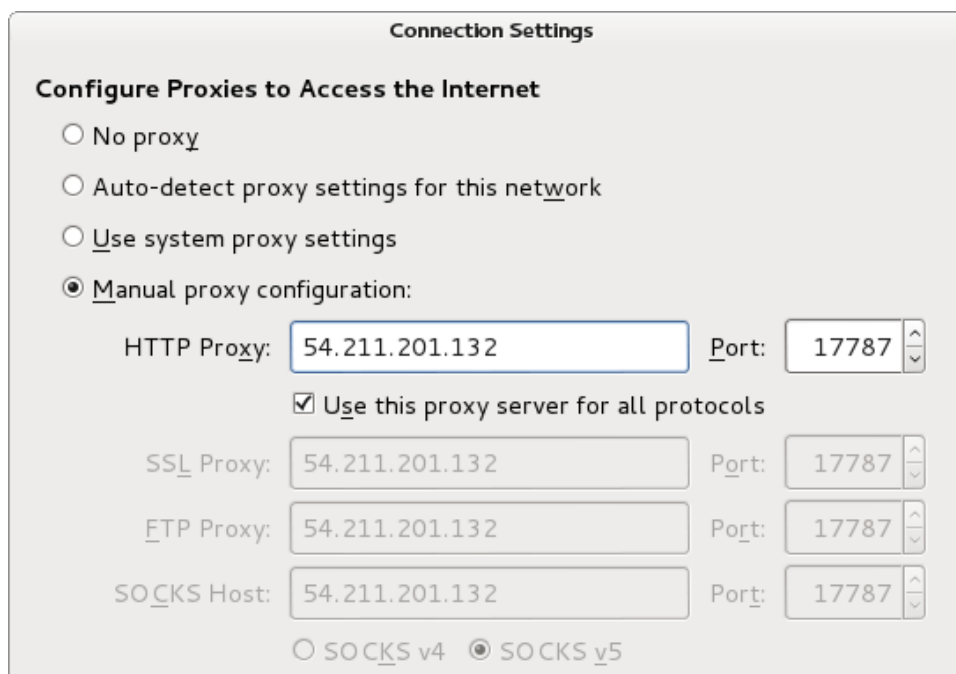 Connection Settings
Configure Proxies to Access the Internet
No proxy
Auto-detect proxy settings for this network
Use system proxy settings
Manual proxy configuration:
HTTP Proxy: 54.211.201.132 Port: 17787
Use this proxy server for all protocols
SSL Proxy: 54.211.201.132 Port: 17787
FTP Proxy: 54.211.201.132 Port: 17787
SOCKS Host: 54.211.201.132 Port: 17787
SOCKS v4 SOCKS v5